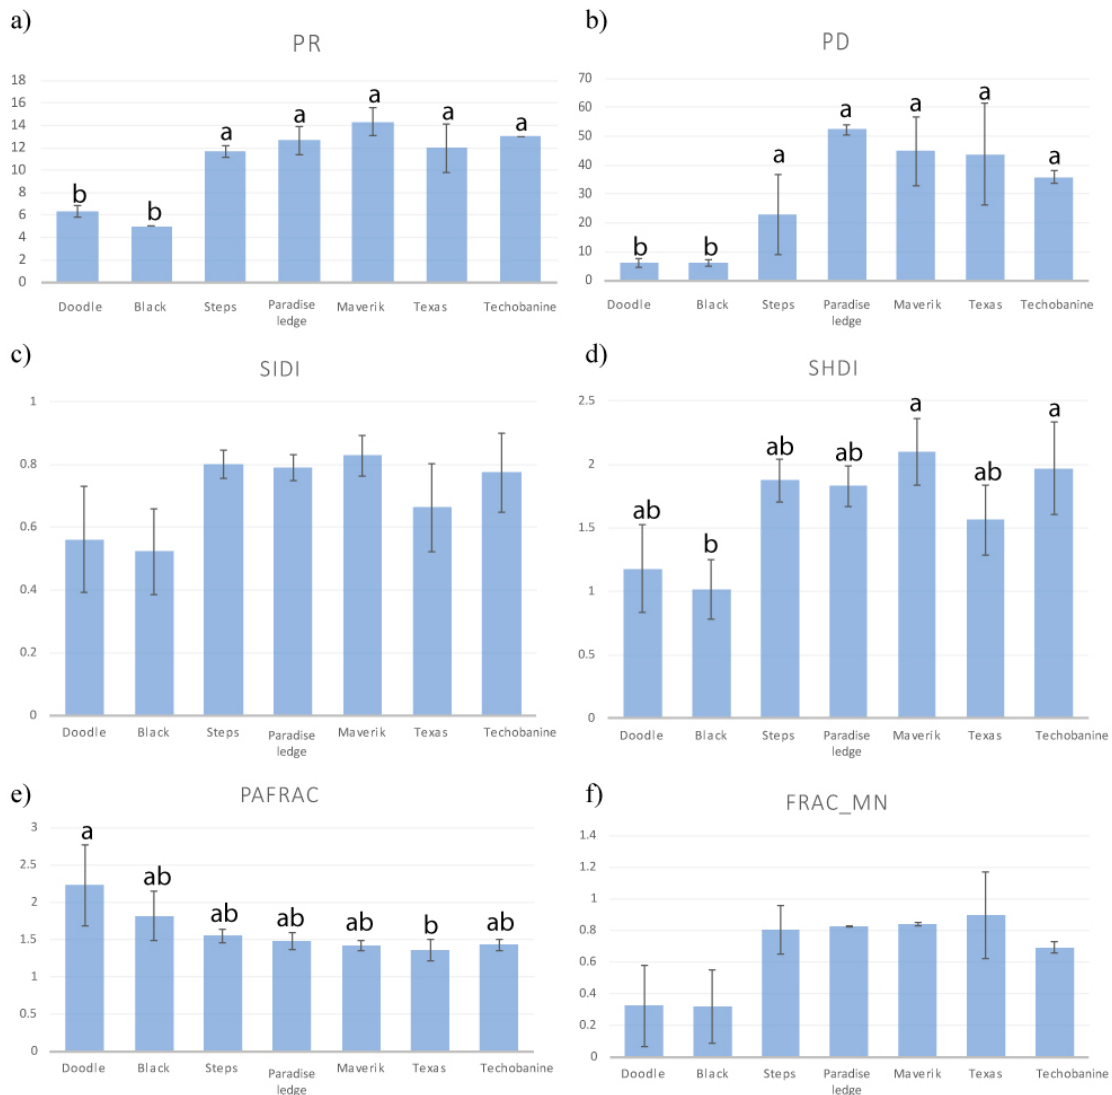 a)
PR
18
16
14
12
10
8
6
4
2
0
b
b
a
a
a
a
a
Doodle Black Steps Paradise ledge Maverik Texas Techobanine
b)
PD
70
60
50
40
30
20
10
0
b
b
a
a
a
a
a
Doodle Black Steps Paradise ledge Maverik Texas Techobanine
c)
SIDI
1
0.8
0.6
0.4
0.2
0
Doodle Black Steps Paradise ledge Maverik Texas Techobanine
d)
SHDI
2.5
2
1.5
1
0.5
0
ab
b
ab
ab
a
ab
a
Doodle Black Steps Paradise ledge Maverik Texas Techobanine
e)
PAFRAC
3
2.5
2
1.5
1
0.5
0
a
ab
ab
ab
ab
b
ab
Doodle Black Steps Paradise ledge Maverik Texas Techobanine
f)
FRAC_MN
1.4
1.2
1
0.8
0.6
0.4
0.2
0
Doodle Black Steps Paradise ledge Maverik Texas Techobanine